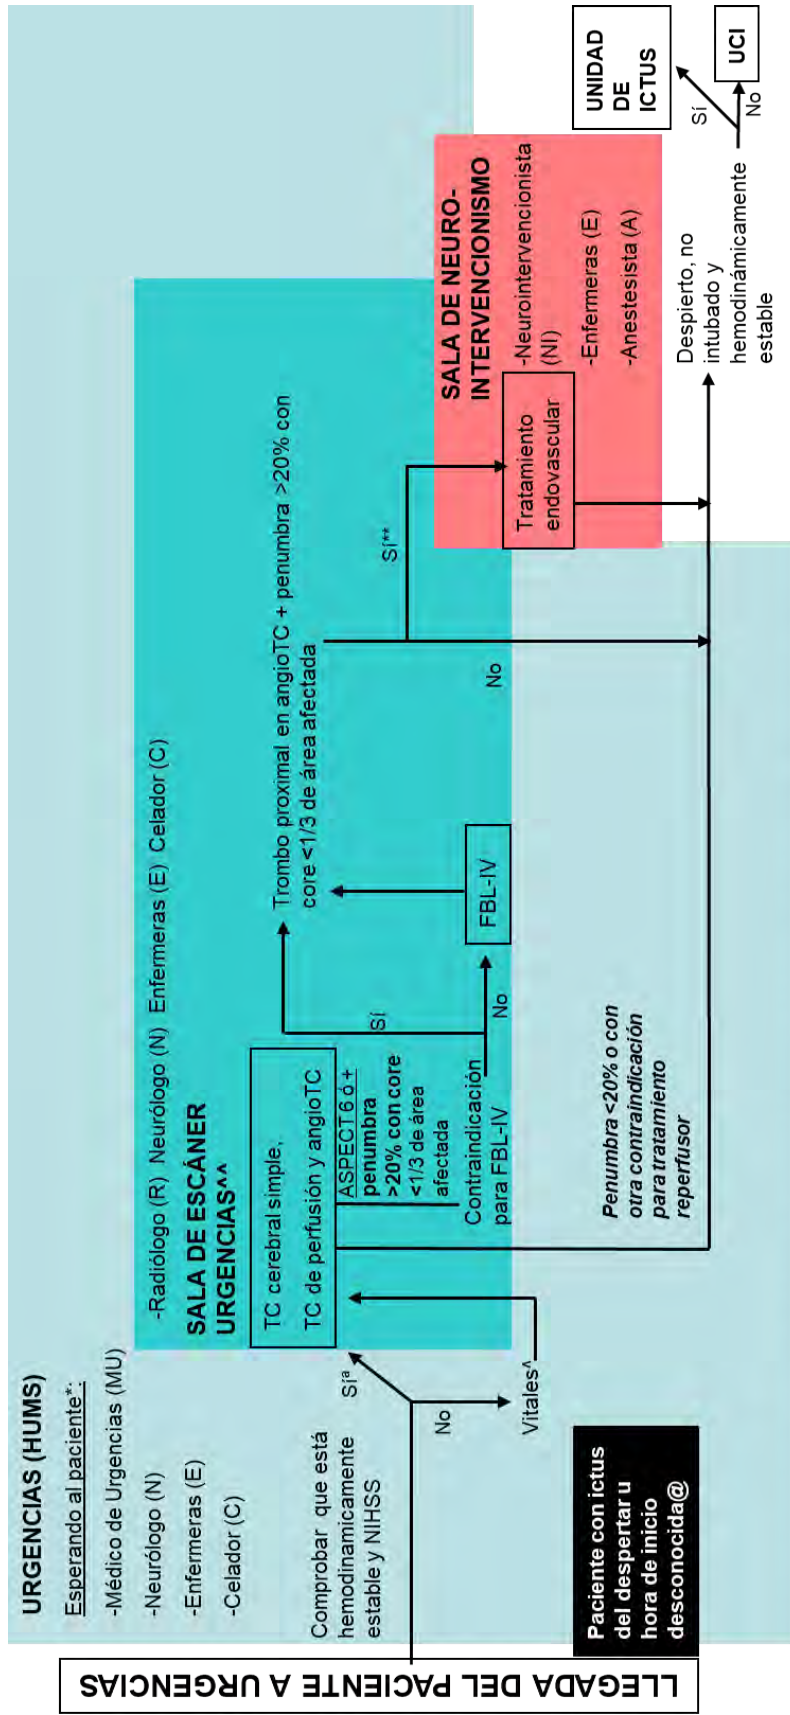 LLEGADA DEL PACIENTE A URGENCIAS
URGENCIAS (HUMS)
Esperando al paciente*:
-Médico de Urgencias (MU)
-Neurólogo (N)
-Enfermeras (E)
-Celador (C)
Comprobar que está
hemodinamicamente
estable y NIHSS
Síª
No
Vitales^
Paciente con ictus
del despertar u
hora de inicio
desconocida@
-Radiólogo (R) Neurólogo (N) Enfermeras (E) Celador (C)
SALA DE ESCÁNER
URGENCIAS^^
TC cerebral simple,
TC de perfusión y angioTC
ASPECT6 ó +
penumbra
>20% con core
<1/3 de área
afectada
Contraindicación
para FBL-IV
Sí
No
FBL-IV
Trombo proximal en angioTC + penumbra >20% con
core <1/3 de área afectada
Sí**
No
Penumbra <20% o con
otra contraindicación
para tratamiento
reperfusor
SALA DE NEURO-
INTERVENCIONISMO
Tratamiento
endovascular
-Neurointervencionista
(NI)
-Enfermeras (E)
-Anestesista (A)
Despierto, no
intubado y
hemodinámicamente
estable
Sí
No
UNIDAD
DE
ICTUS
UCI